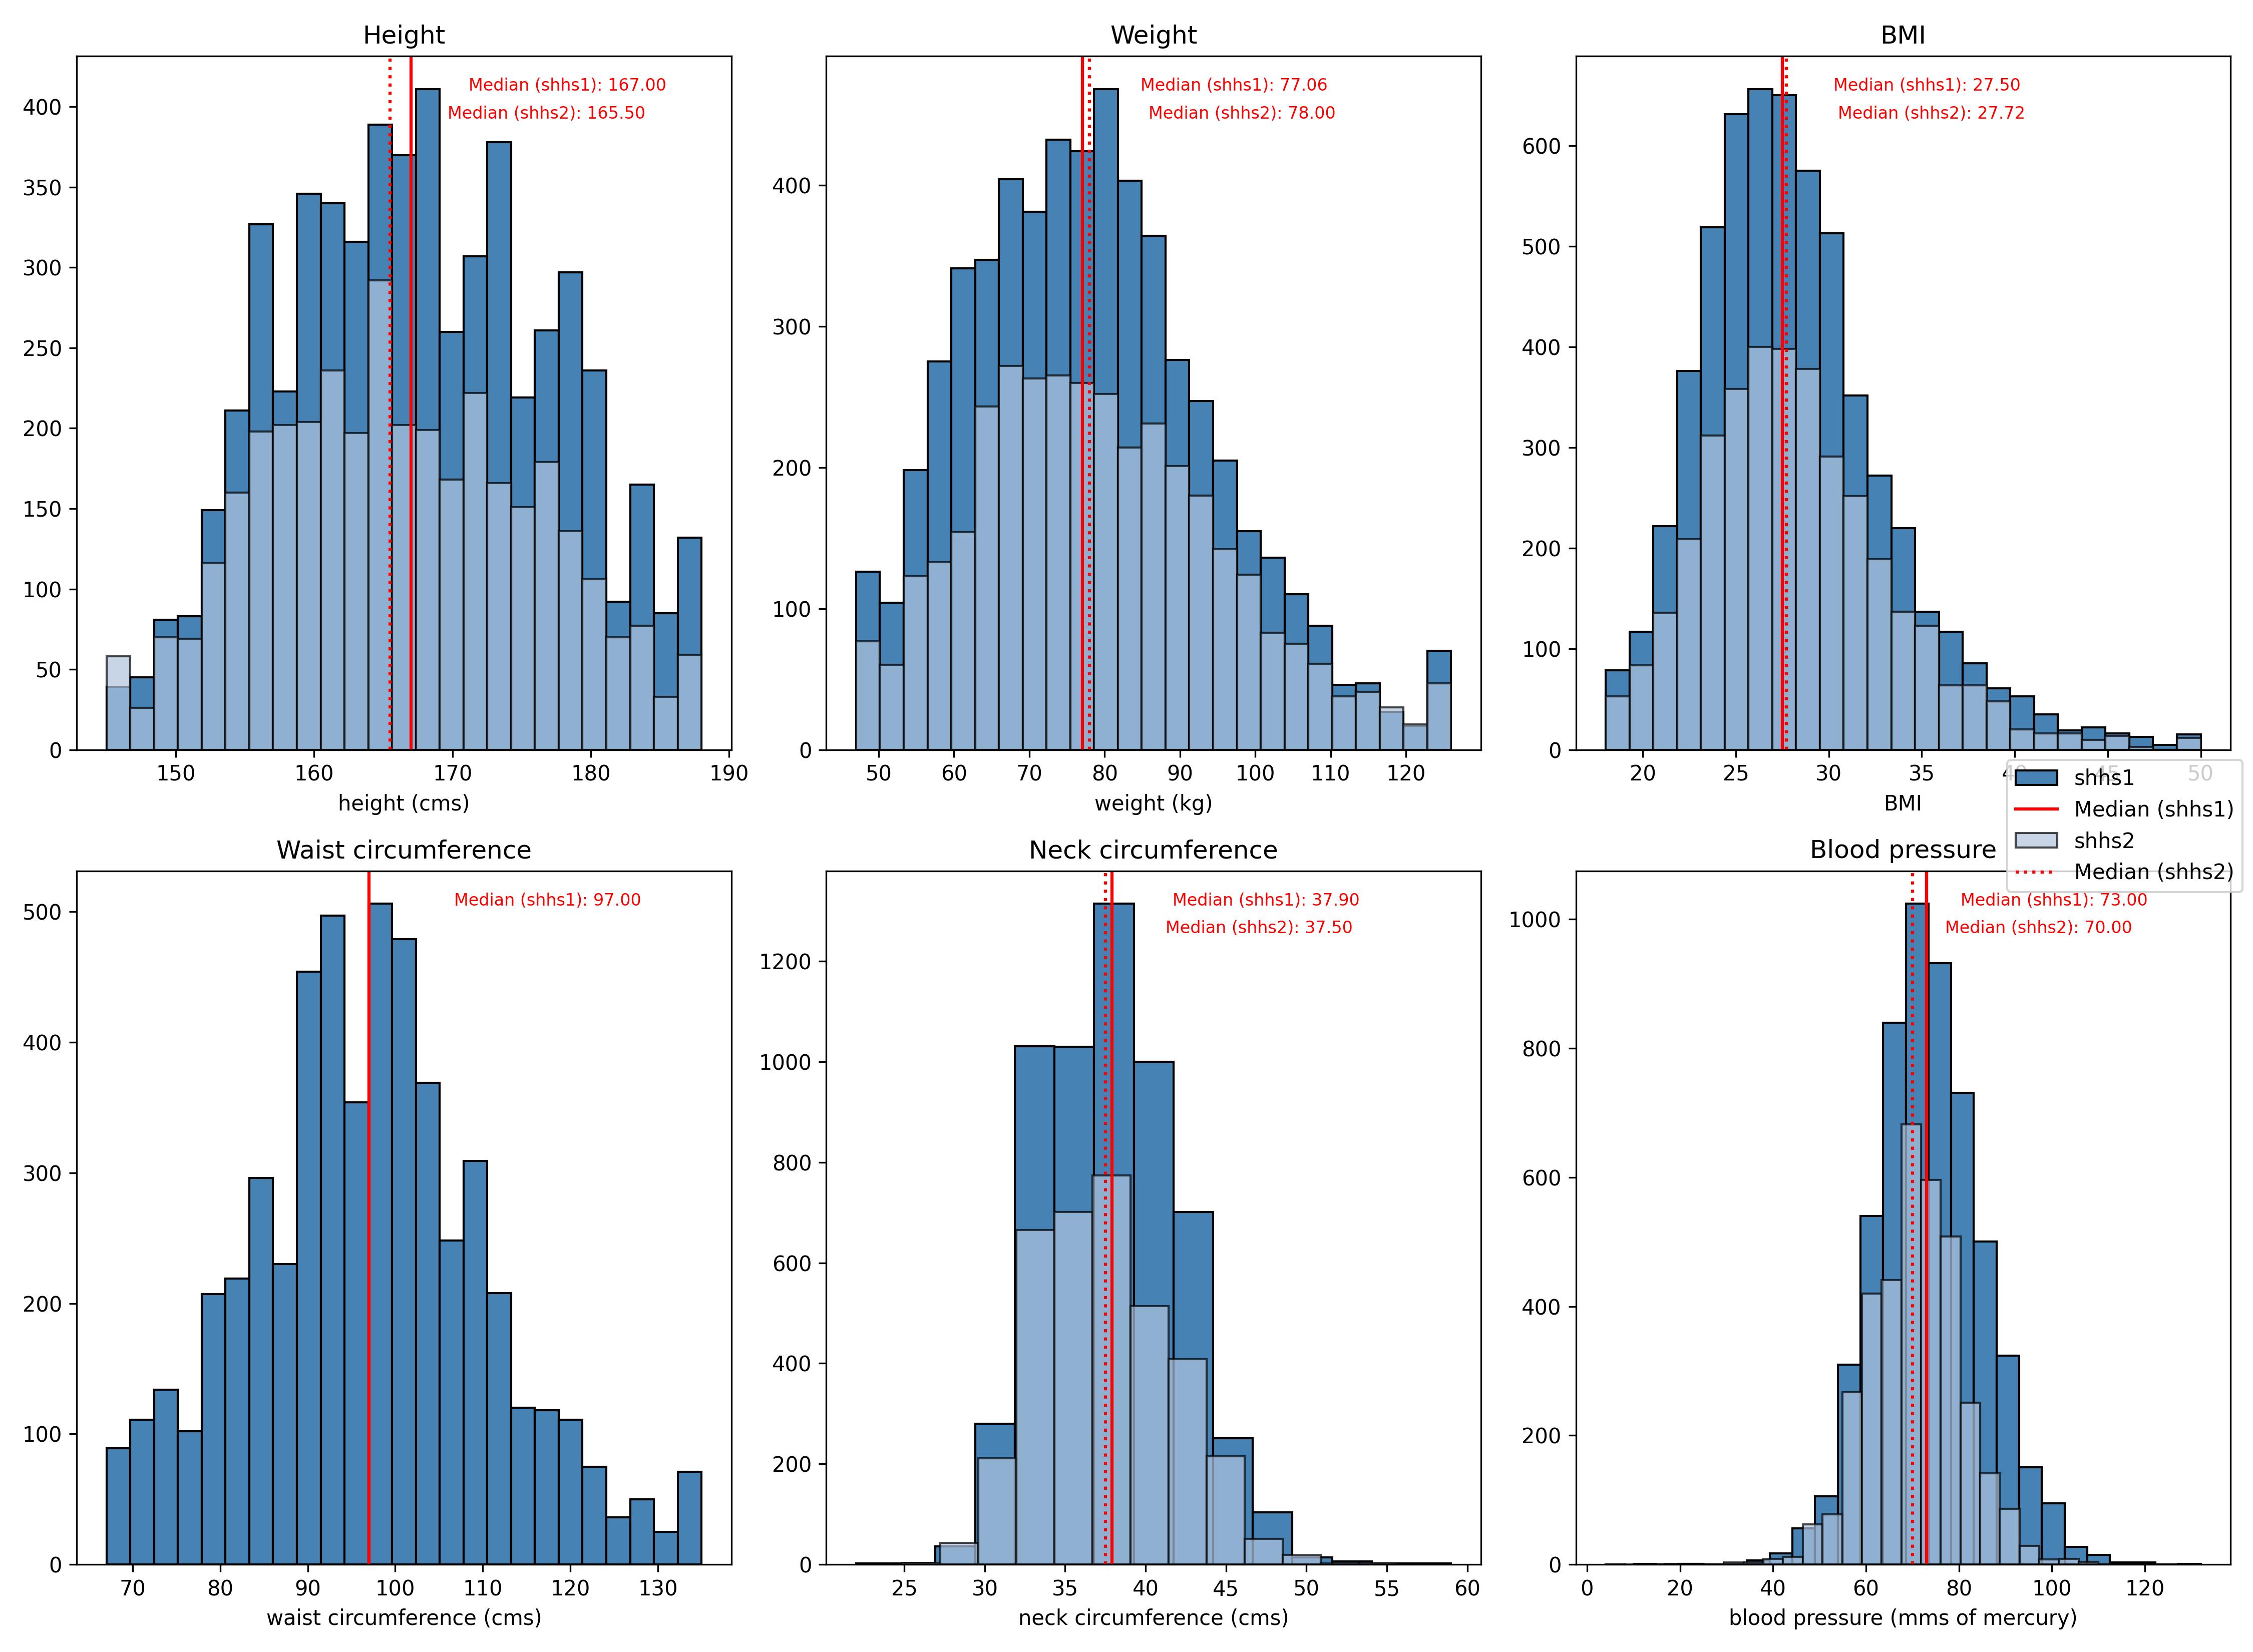 Height
Median (shhs1): 167.00
Median (shhs2): 165.50
400
350
300
250
200
150
100
50
0
150 160 170 180 190
height (cms)
Weight
Median (shhs1): 77.06
Median (shhs2): 78.00
400
300
200
100
0
50 60 70 80 90 100 110 120
weight (kg)
BMI
Median (shhs1): 27.50
Median (shhs2): 27.72
600
500
400
300
200
100
0
20 25 30 35 40 45 50
BMI
shhs1
Median (shhs1)
shhs2
Median (shhs2)
Waist circumference
Median (shhs1): 97.00
500
400
300
200
100
0
70 80 90 100 110 120 130
waist circumference (cms)
Neck circumference
Median (shhs1): 37.90
Median (shhs2): 37.50
1200
1000
800
600
400
200
0
25 30 35 40 45 50 55 60
neck circumference (cms)
Blood pressure
Median (shhs1): 73.00
Median (shhs2): 70.00
1000
800
600
400
200
0
0 20 40 60 80 100 120
blood pressure (mms of mercury)